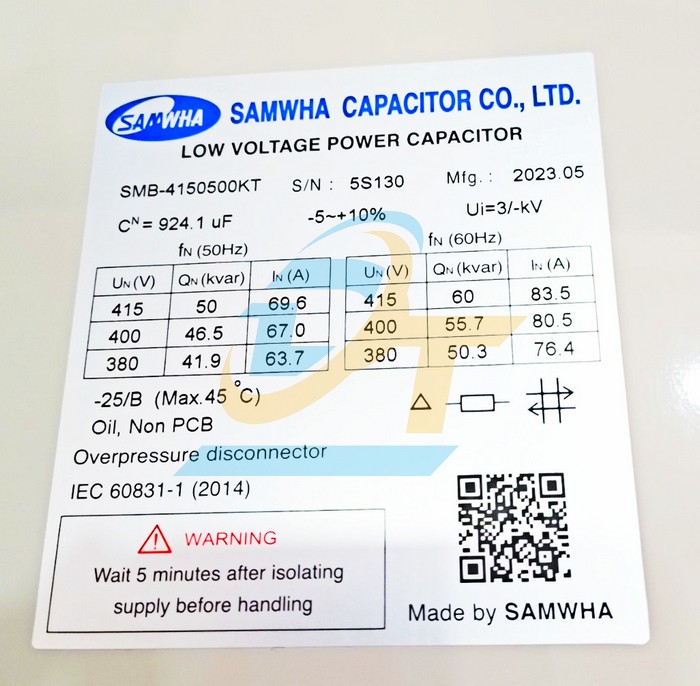 SAMWHA SAMWHA CAPACITOR CO., LTD.
LOW VOLTAGE POWER CAPACITOR
SMB-4150500KT S/N : 5S130 Mfg. : 2023.05
CN = 924.1 uF -5~+10% Ui=3/-kV
fN (50Hz) fN (60Hz)
UN (V) QN (kvar) IN (A) UN (V) QN (kvar) IN (A)
415 50 69.6 415 60 83.5
400 46.5 67.0 400 55.7 80.5
380 41.9 63.7 380 50.3 76.4
-25/B (Max.45 °C)
Oil, Non PCB
Overpressure disconnector
IEC 60831-1 (2014)
WARNING
Wait 5 minutes after isolating
supply before handling
Made by SAMWHA